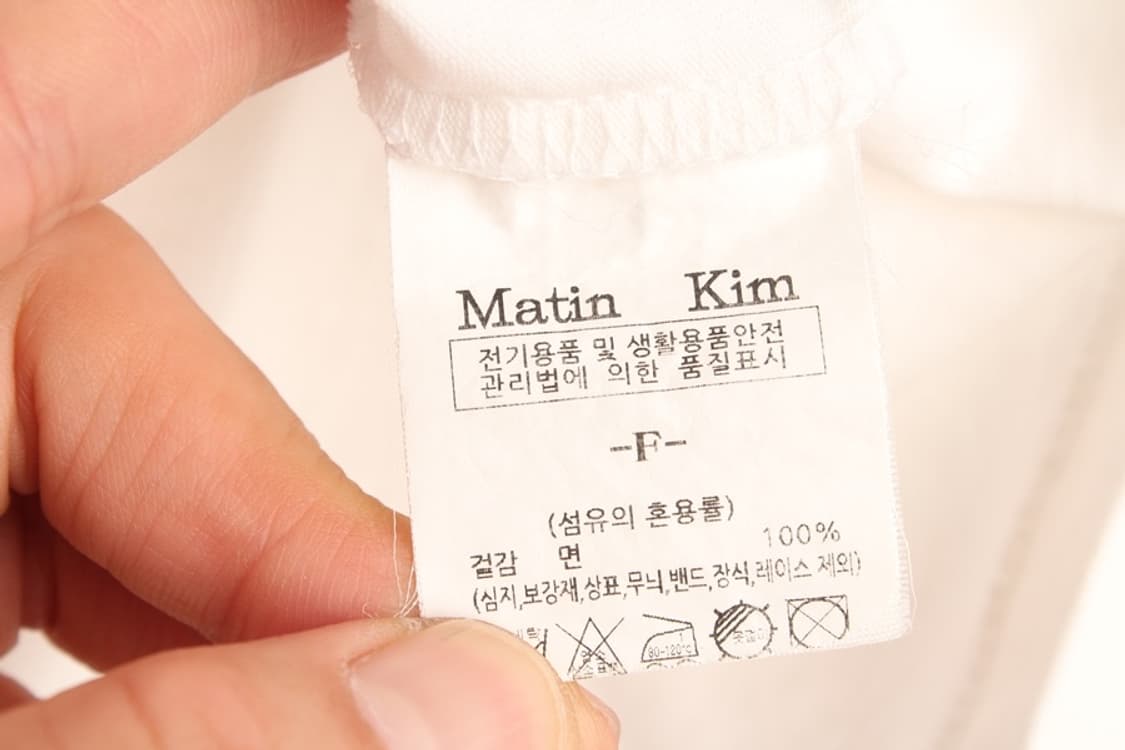 Matin Kim
전기용품 및 생활용품안전
관리법에 의한 품질표시
-F-
(섬유의 혼용률)
겉감 면 100%
(심지,보강재,상표,무늬,밴드,장식,레이스 제외)
80-120℃